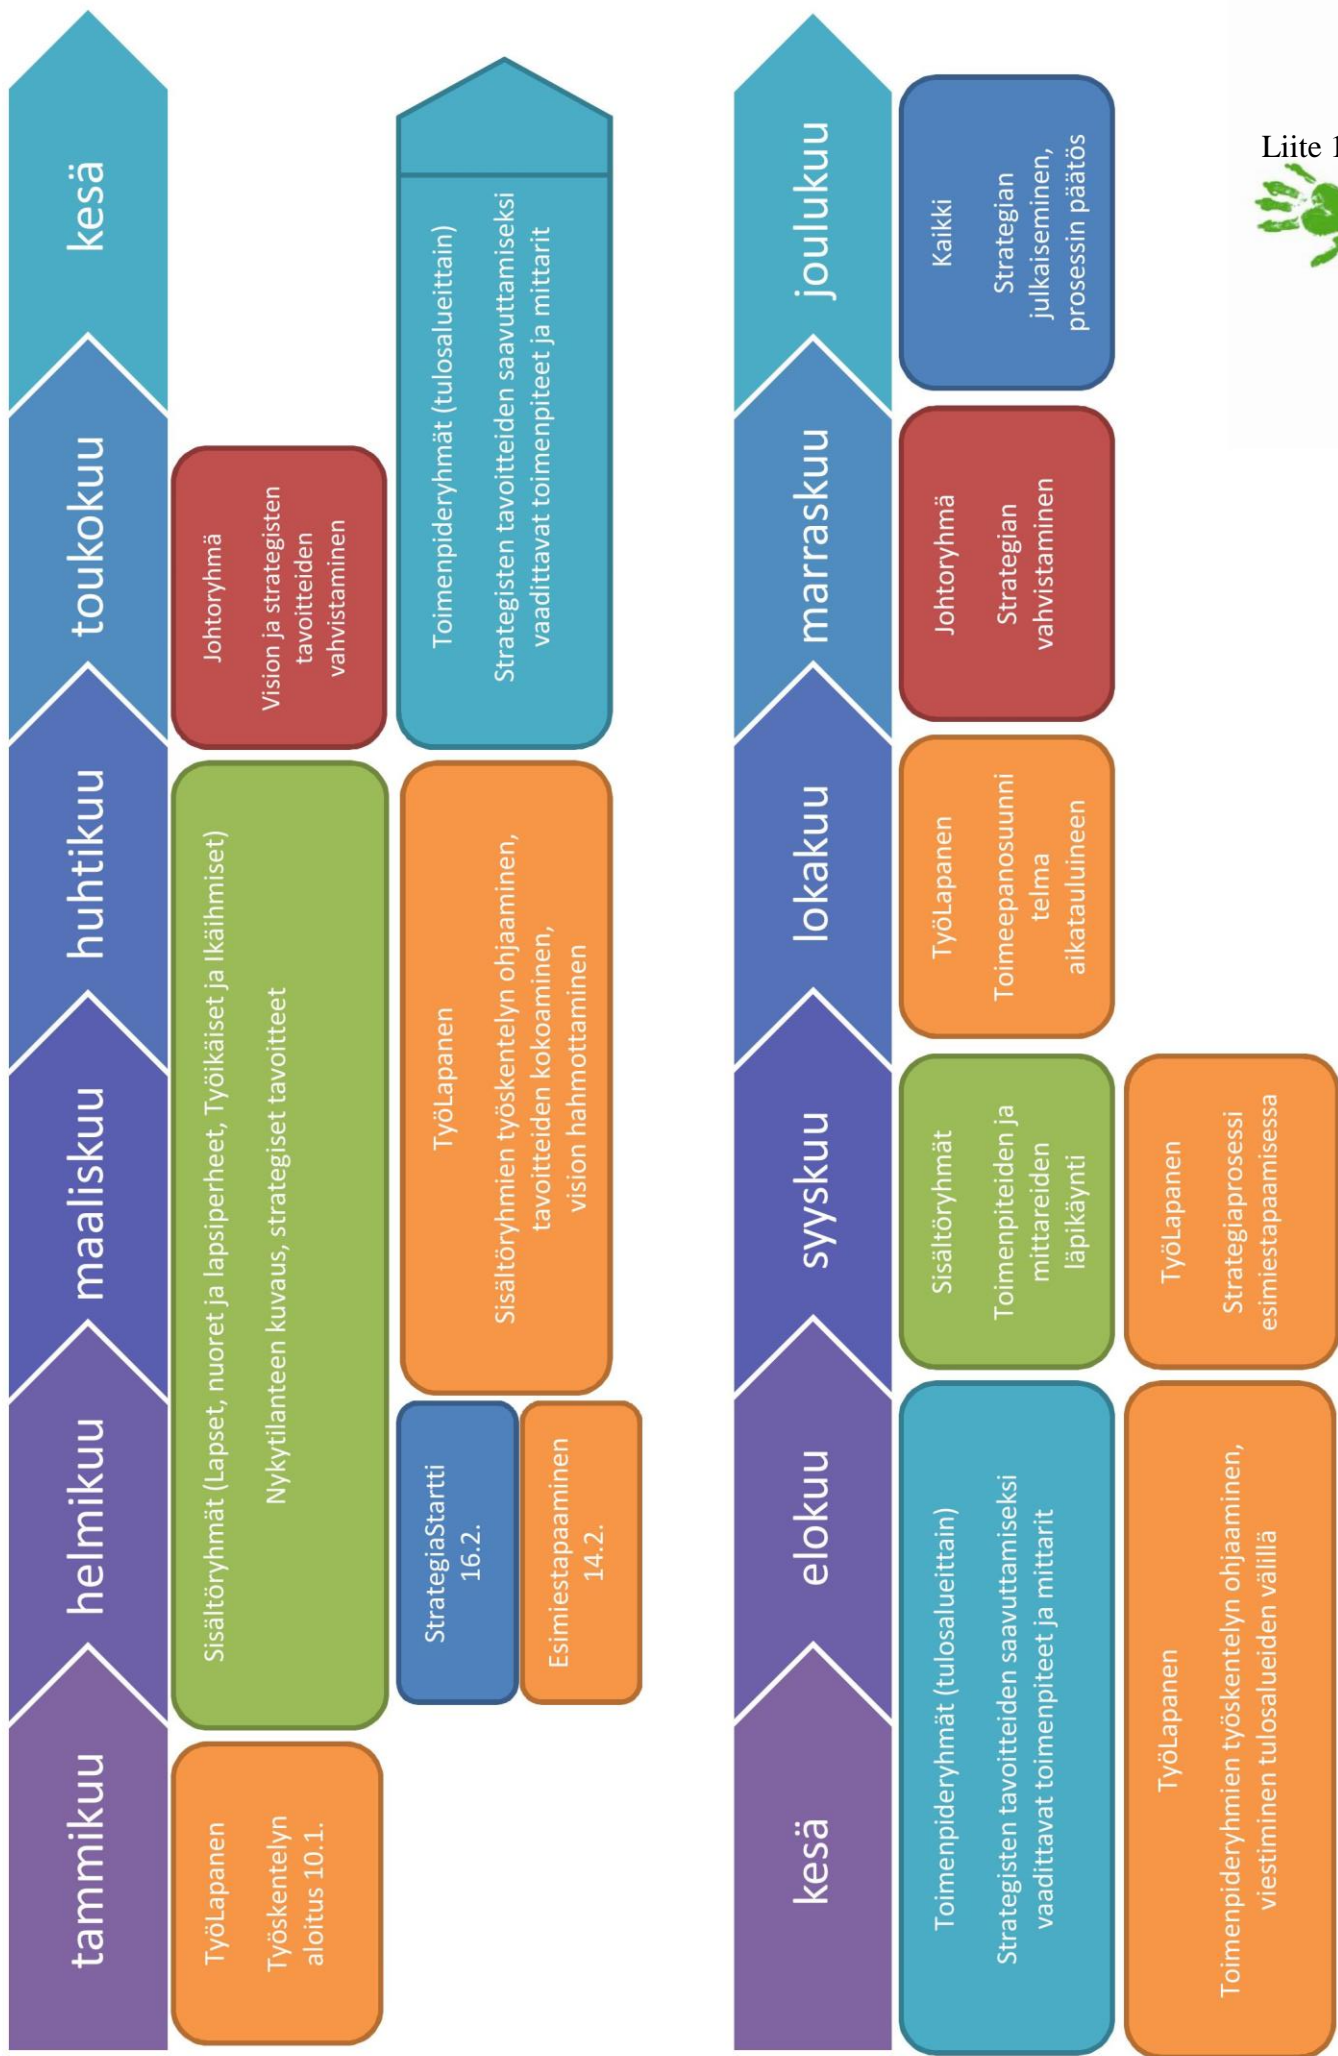 Liite 1
tammikuu
helmikuu
maaliskuu
huhtikuu
toukokuu
kesä
TyöLapanen
Työskentelyn
aloitus 10.1.
Sisältöryhmät (Lapset, nuoret ja lapsiperheet, Työikäiset ja Ikäihmiset)
Nykytilanteen kuvaus, strategiset tavoitteet
Johtoryhmä
Vision ja strategisten
tavoitteiden
vahvistaminen
StrategiaStartti
16.2.
Esimiestapaaminen
14.2.
TyöLapanen
Sisältöryhmien työskentelyn ohjaaminen,
tavoitteiden kokoaminen,
vision hahmottaminen
Toimenpideryhmät (tulosalueittain)
Strategisten tavoitteiden saavuttamiseksi
vaadittavat toimenpiteet ja mittarit
kesä
elokuu
syyskuu
lokakuu
marraskuu
joulukuu
Toimenpideryhmät (tulosalueittain)
Strategisten tavoitteiden saavuttamiseksi
vaadittavat toimenpiteet ja mittarit
Sisältöryhmät
Toimenpiteiden ja
mittareiden
läpikäynti
TyöLapanen
Toimeepanosuunni
telma
aikatauluineen
Johtoryhmä
Strategian
vahvistaminen
Kaikki
Strategian
julkaiseminen,
prosessin päätös
TyöLapanen
Toimenpideryhmien työskentelyn ohjaaminen,
viestiminen tulosalueiden välillä
TyöLapanen
Strategiaprosessi
esimiestapaamisessa